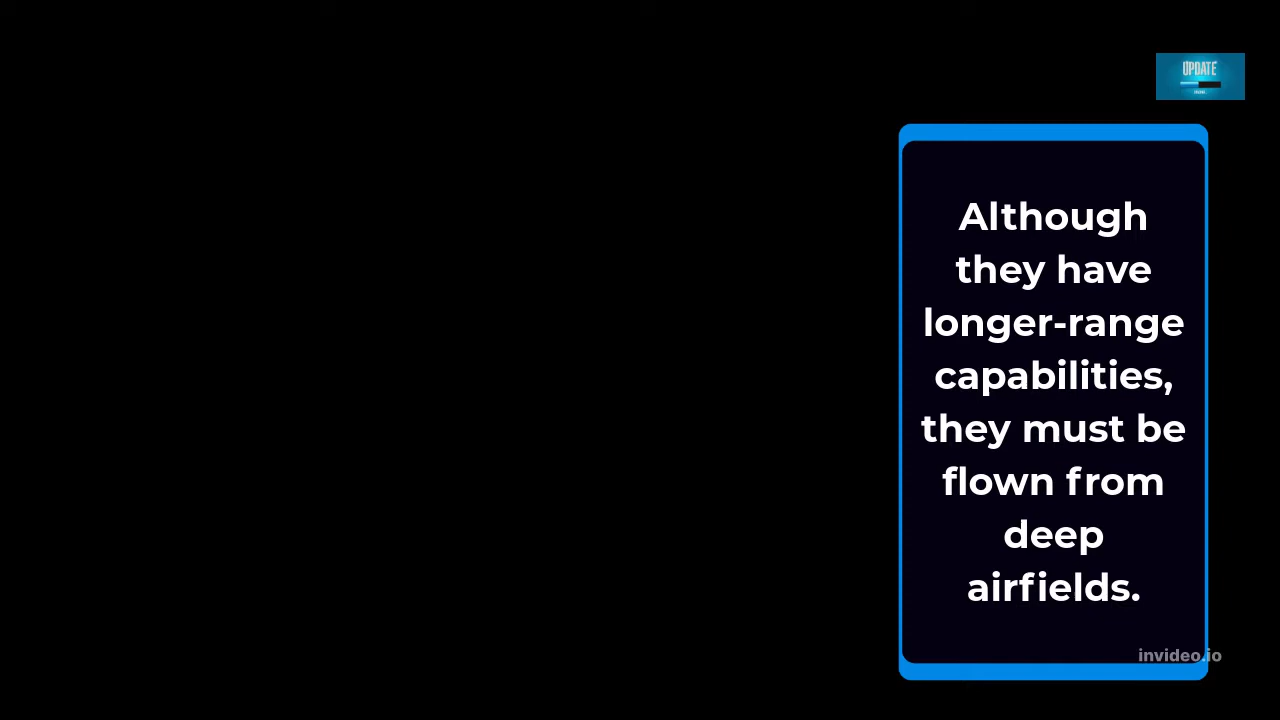 UPDATE
Although
they have
longer-range
capabilities,
they must be
flown from
deep
airfields.
invideo.io